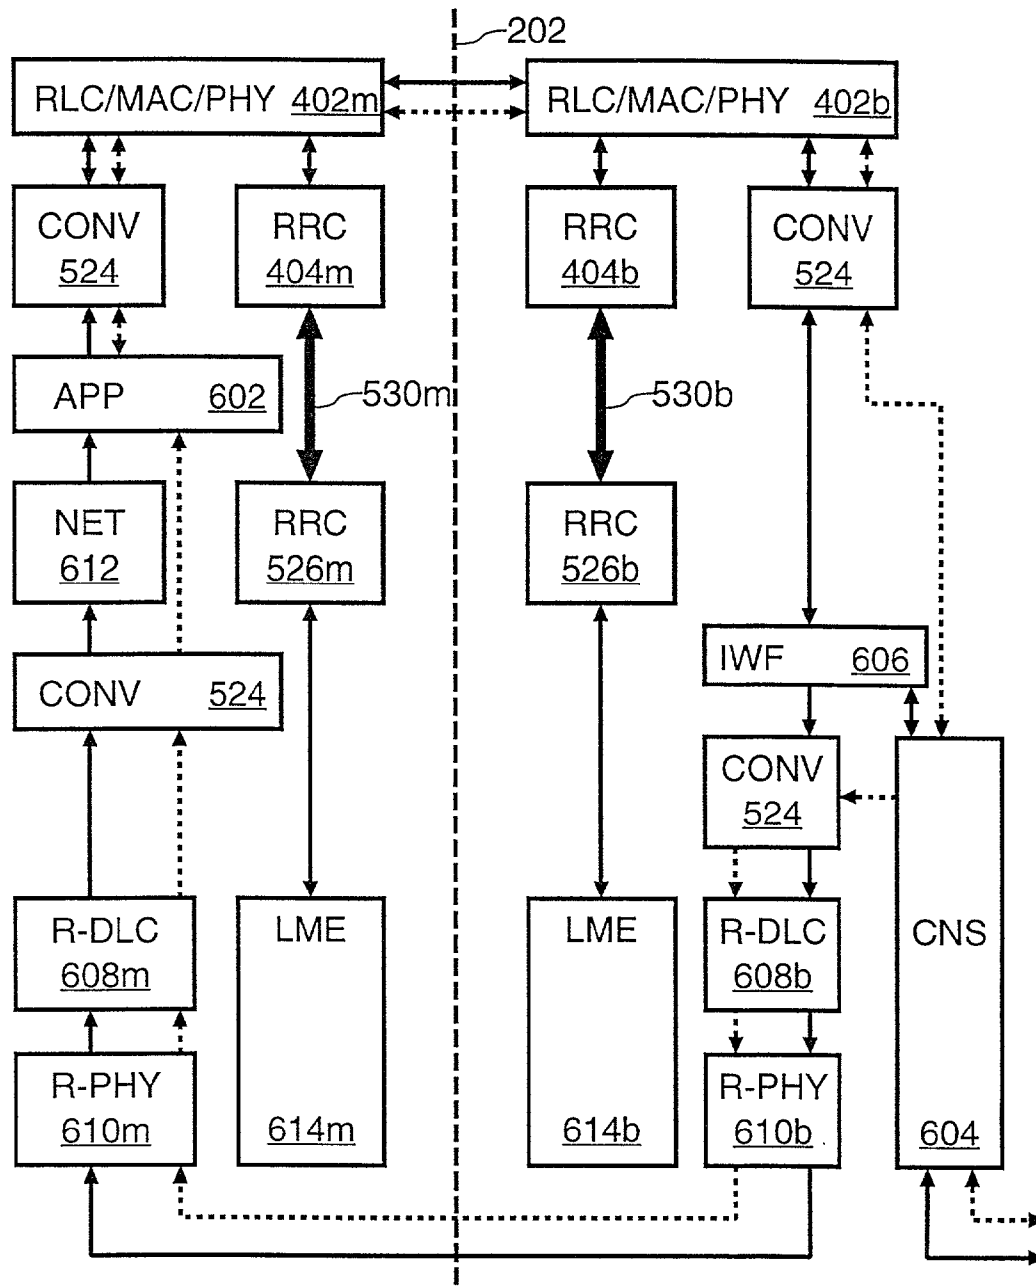 202
RLC/MAC/PHY 402m
RLC/MAC/PHY 402b
CONV
524
RRC
404m
RRC
404b
CONV
524
APP 602
530m
530b
NET
612
RRC
526m
RRC
526b
IWF 606
CONV 524
CONV
524
R-DLC
608m
LME
LME
R-DLC
608b
CNS
R-PHY
610m
614m
614b
R-PHY
610b
604